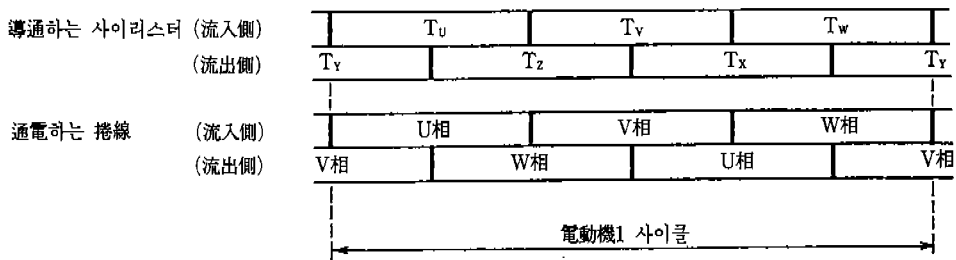 導通하는 사이리스터 (流入側) T_U T_V T_W
(流出側) T_Y T_Z T_X T_Y
通電하는 捲線 (流入側) U相 V相 W相
(流出側) V相 W相 U相 V相
電動機1 사이클